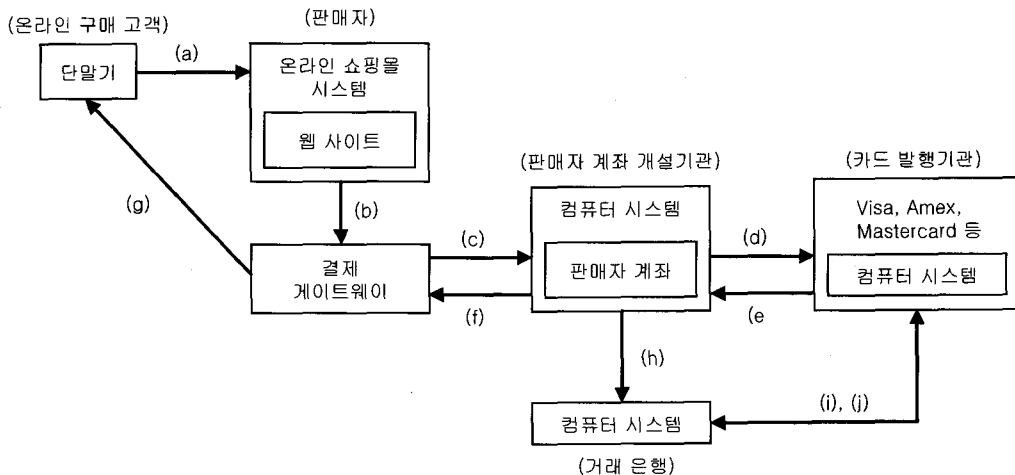 (온라인 구매 고객)
(판매자)
(a)
단말기
온라인 쇼핑몰
시스템
웹 사이트
(판매자 계좌 개설기관)
(카드 발행기관)
(g)
(b)
컴퓨터 시스템
Visa, Amex,
Mastercard 등
(c)
(d)
결제
게이트웨이
판매자 계좌
컴퓨터 시스템
(f)
(e
(h)
(i), (j)
컴퓨터 시스템
(거래 은행)